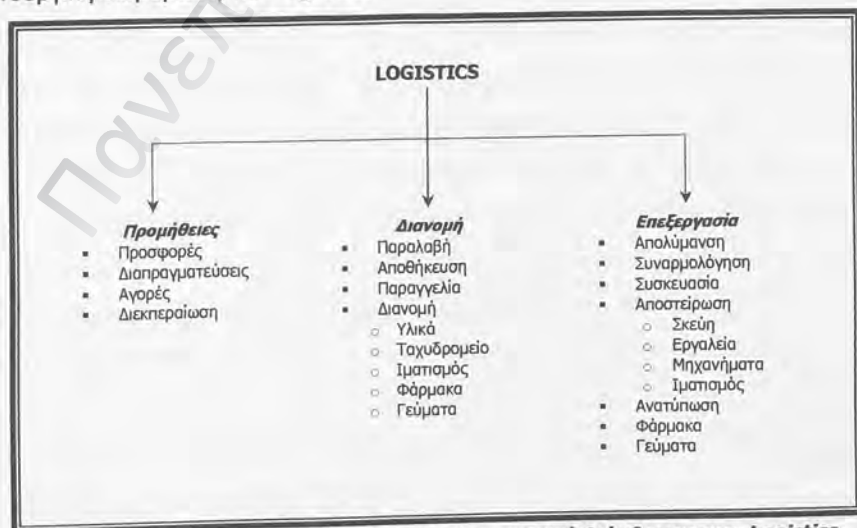 LOGISTICS
Προμήθειες
▪ Προσφορές
▪ Διαπραγματεύσεις
▪ Αγορές
▪ Διεκπεραίωση
Διανομή
▪ Παραλαβή
▪ Αποθήκευση
▪ Παραγγελία
▪ Διανομή
○ Υλικά
○ Ταχυδρομείο
○ Ιματισμός
○ Φάρμακα
○ Γεύματα
Επεξεργασία
▪ Απολύμανση
▪ Συναρμολόγηση
▪ Συσκευασία
▪ Αποστείρωση
○ Σκεύη
○ Εργαλεία
○ Μηχανήματα
○ Ιματισμός
▪ Ανατύπωση
▪ Φάρμακα
▪ Γεύματα
Πανεπ